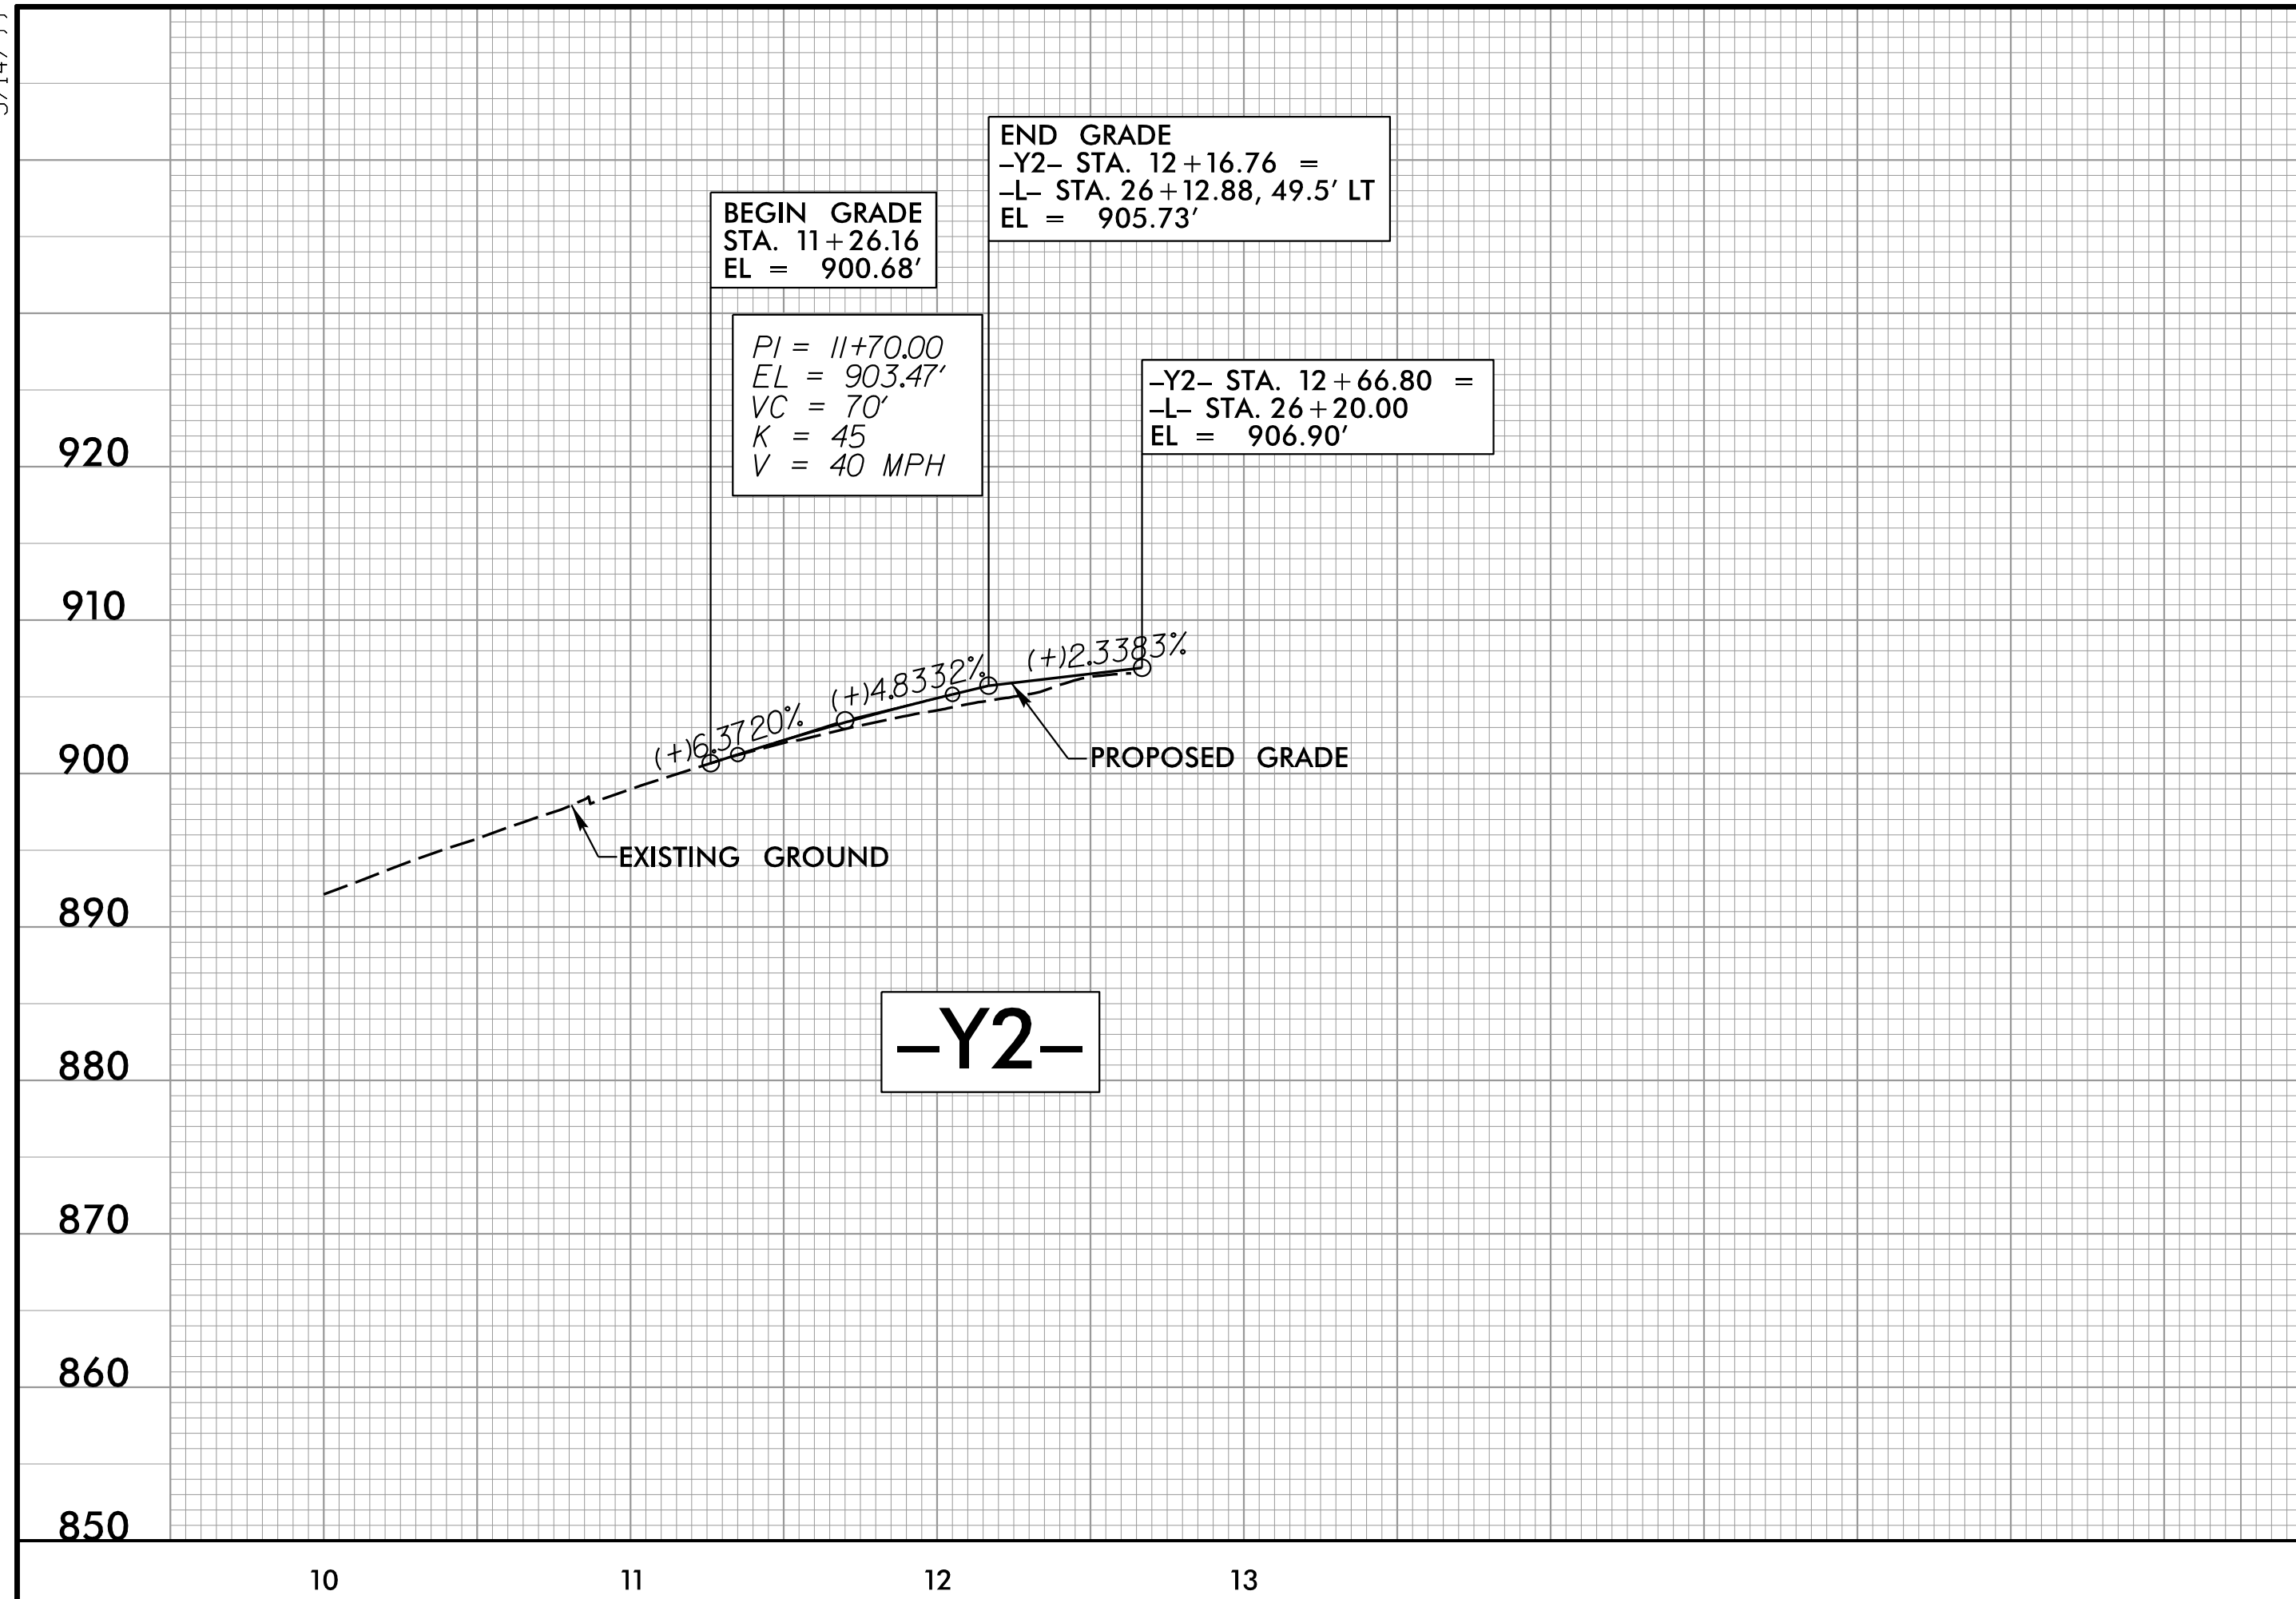 END GRADE
–Y2– STA. 12+16.76 =
–L– STA. 26+12.88, 49.5' LT
EL = 905.73'
BEGIN GRADE
STA. 11+26.16
EL = 900.68'
PI = 11+70.00
EL = 903.47'
VC = 70'
K = 45
V = 40 MPH
–Y2– STA. 12+66.80 =
–L– STA. 26+20.00
EL = 906.90'
920
910
(+)6.3720%
(+)4.8332%
(+)2.3383%
900
PROPOSED GRADE
EXISTING GROUND
890
–Y2–
880
870
860
850
10 11 12 13